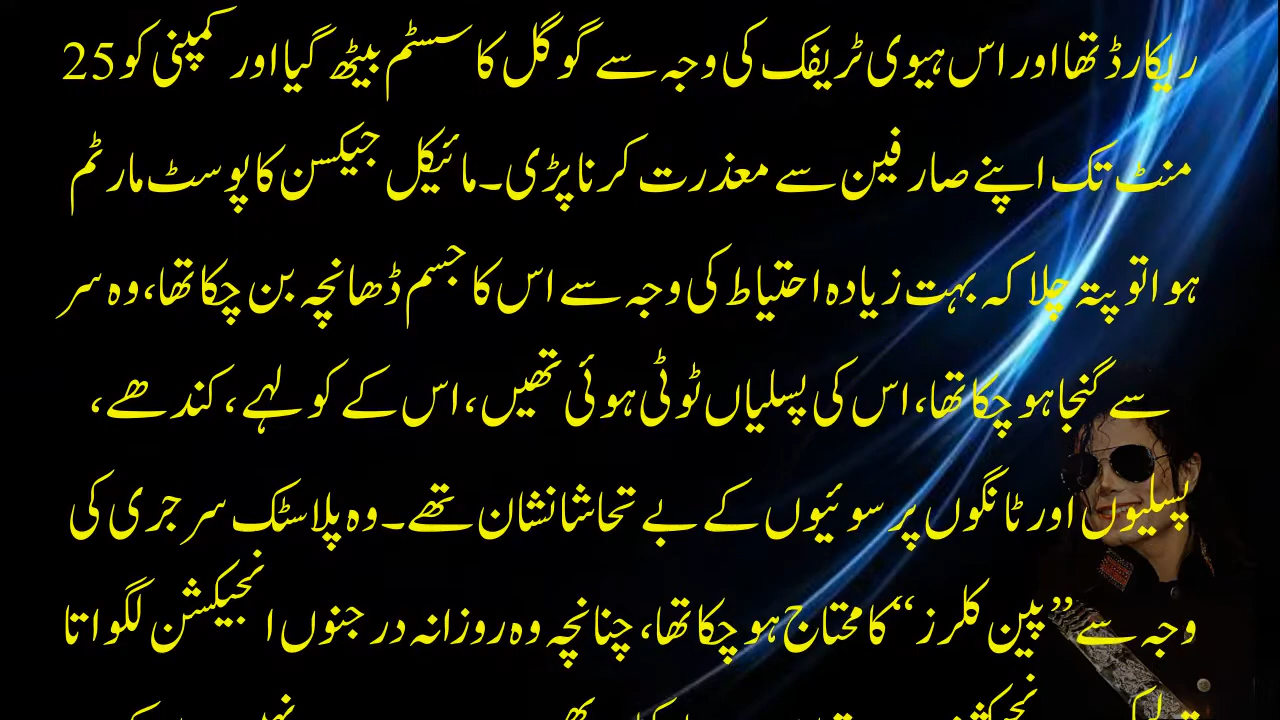 ریکارڈ تھا اور اس ہیوی ٹریفک کی وجہ سے گوگل کا سسٹم بیٹھ گیا اور کمپنی کو 25
منٹ تک اپنے صارفین سے معذرت کرنا پڑی۔ مائیکل جیکسن کا پوسٹ مارٹم
ہوا تو پتہ چلا کہ بہت زیادہ احتیاط کی وجہ سے اس کا جسم ڈھانچہ بن چکا تھا، وہ سر
سے گنجا ہو چکا تھا، اس کی پسلیاں ٹوٹی ہوئی تھیں، اس کے کولہے، کندھے،
پسلیوں اور ٹانگوں پر سوئیوں کے بے تحاشا نشان تھے۔ وہ پلاسٹک سرجری کی
وجہ سے ”پین کلرز“ کا محتاج ہو چکا تھا، چنانچہ وہ روزانہ درجنوں انجیکشن لگواتا